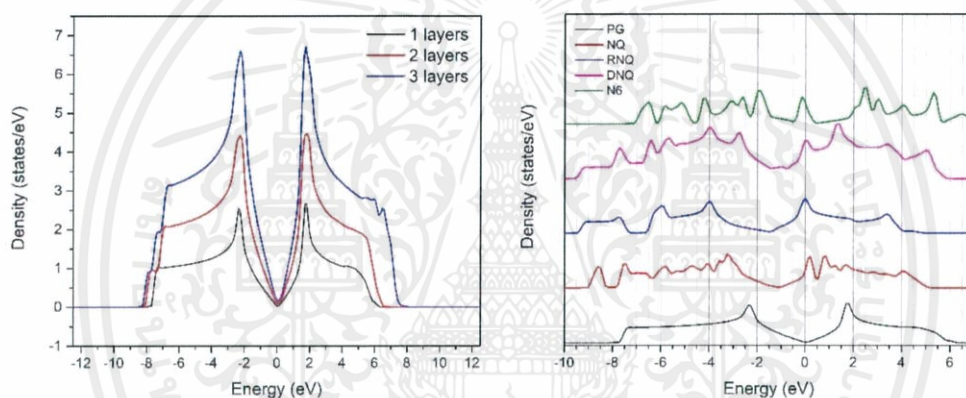 7
6
5
4
3
2
1
0
-1
Density (states/eV)
1 layers
2 layers
3 layers
-12 -10 -8 -6 -4 -2 0 2 4 6 8 10 12
Energy (eV)
Density (states/eV)
PG
NQ
RNQ
DNQ
N6
-10 -8 -6 -4 -2 0 2 4 6
Energy (eV)